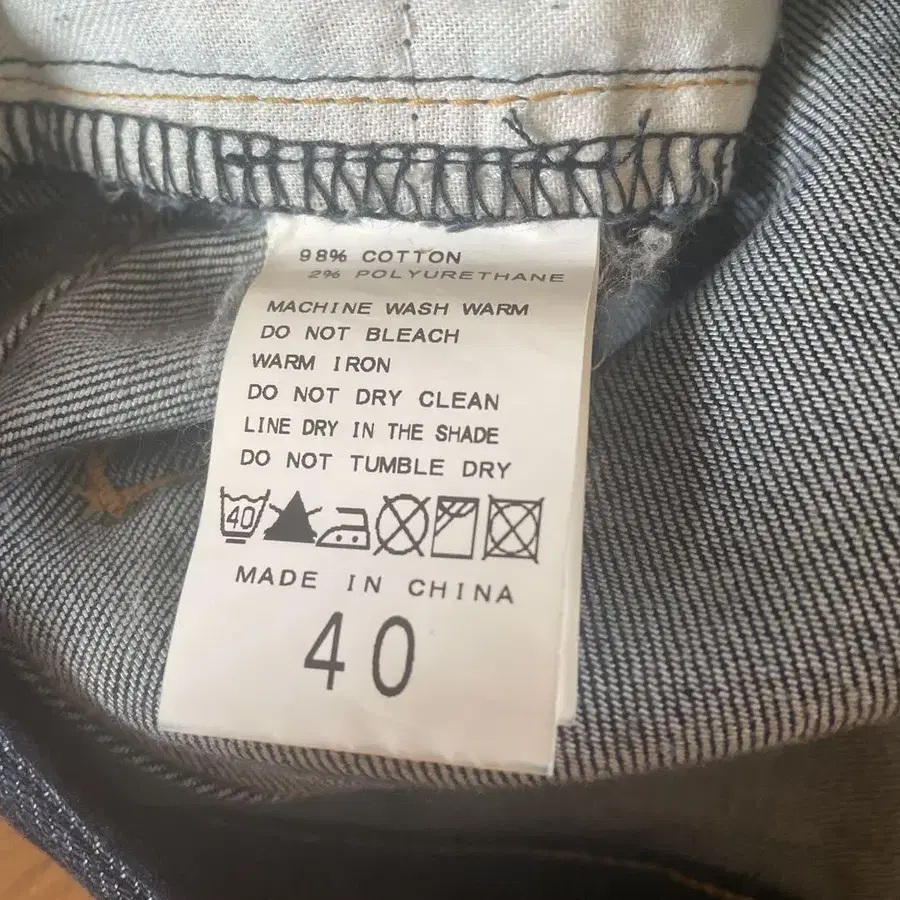 98% COTTON
2% POLYURETHANE
MACHINE WASH WARM
DO NOT BLEACH
WARM IRON
DO NOT DRY CLEAN
LINE DRY IN THE SHADE
DO NOT TUMBLE DRY
40
MADE IN CHINA
40